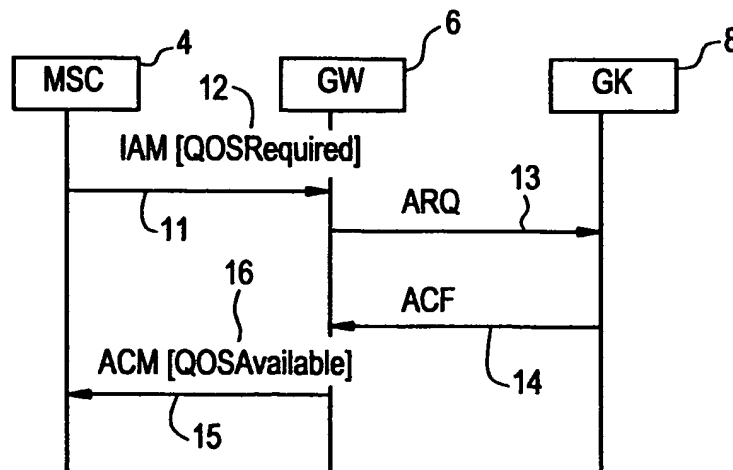 4
6
8
MSC
GW
GK
12
IAM [QOSRequired]
11
ARQ
13
ACF
14
16
ACM [QOSAvailable]
15